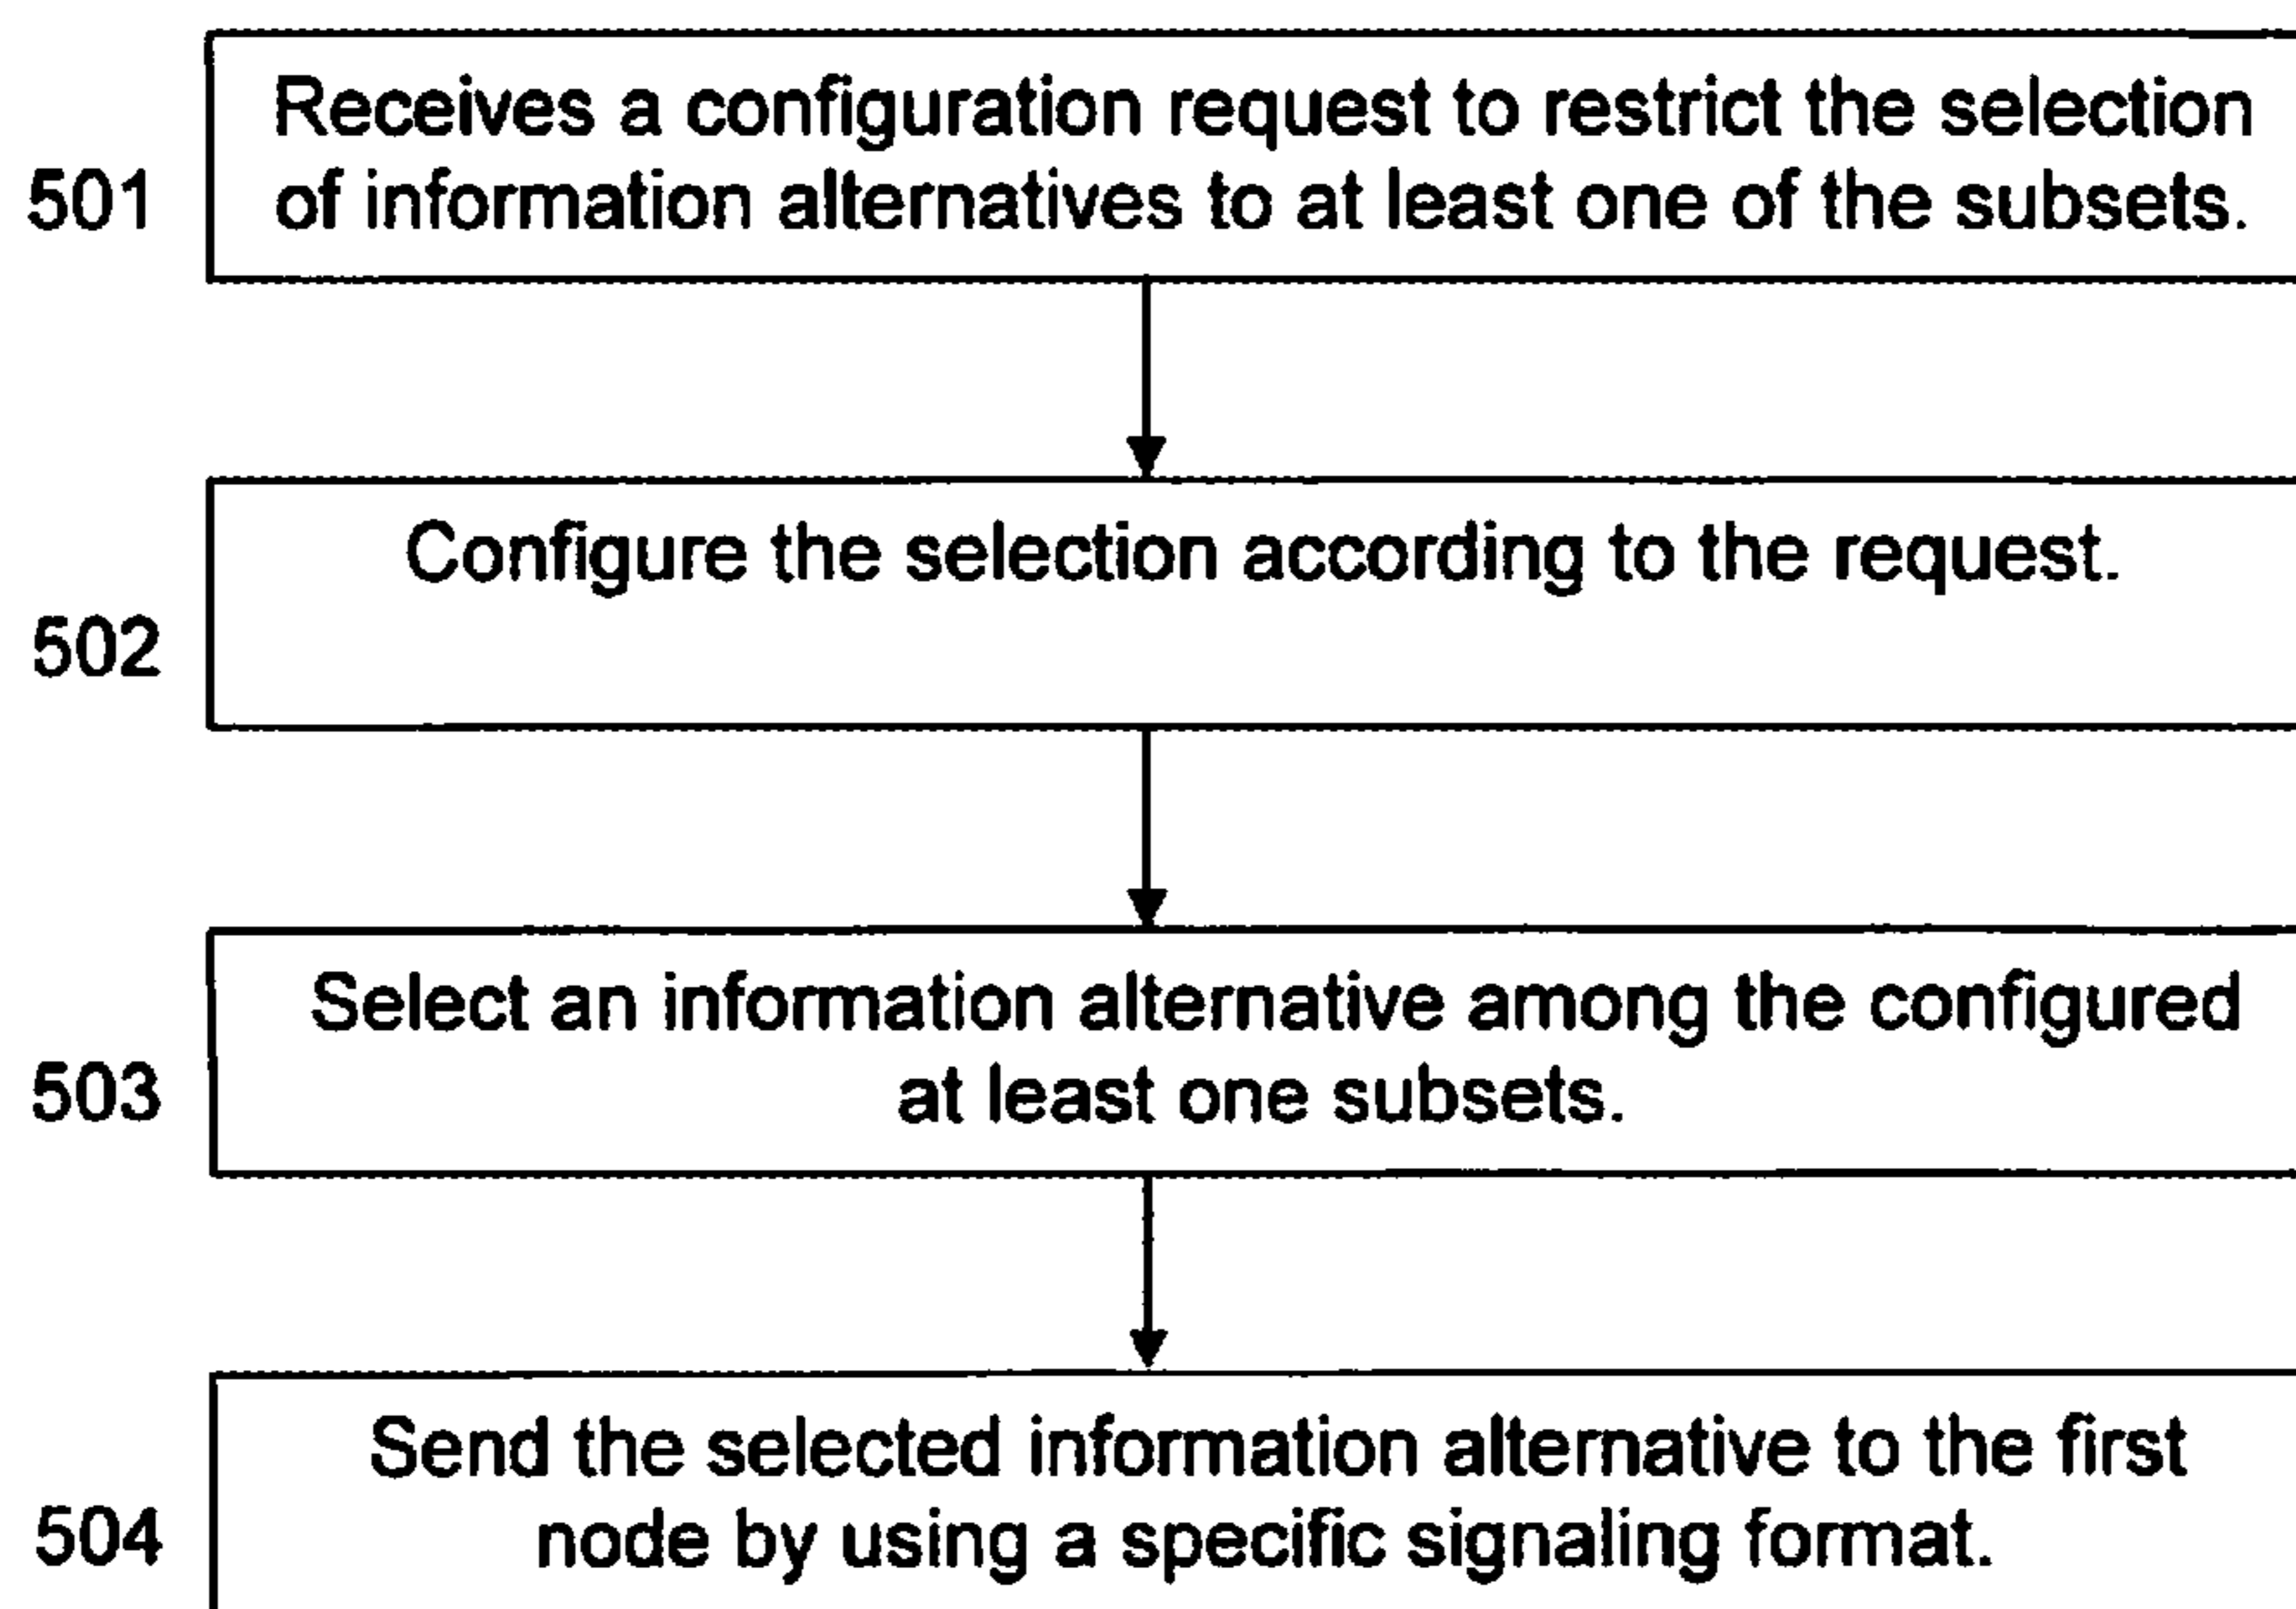 Receives a configuration request to restrict the selection
501 of information alternatives to at least one of the subsets.
Configure the selection according to the request.
502
Select an information alternative among the configured
503 at least one subsets.
Send the selected information alternative to the first
504 node by using a specific signaling format.